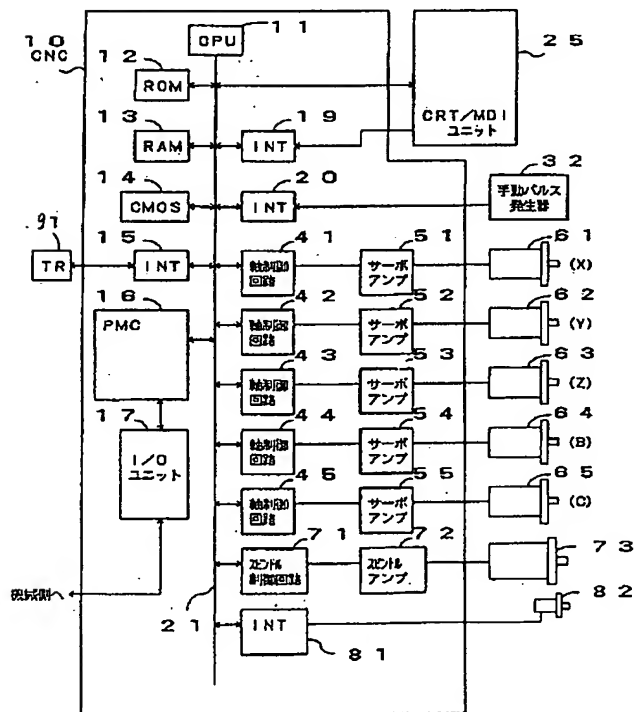 11
10
CPU
25
CNC
12
ROM
13
19
CRT/MDI
ユニット
RAM
INT
32
14
20
手動パルス
発生器
CMOS
INT
91
15
41
51
61
TR
INT
軸制御
回路
サーボ
アンプ
(X)
16
42
52
62
PMC
軸制御
回路
サーボ
アンプ
(Y)
43
53
63
軸制御
回路
サーボ
アンプ
(Z)
17
44
54
64
I/O
ユニット
軸制御
回路
サーボ
アンプ
(B)
45
55
65
軸制御
回路
サーボ
アンプ
(C)
71
72
73
スピンドル
制御回路
スピンドル
アンプ
機械側へ
82
21
INT
81